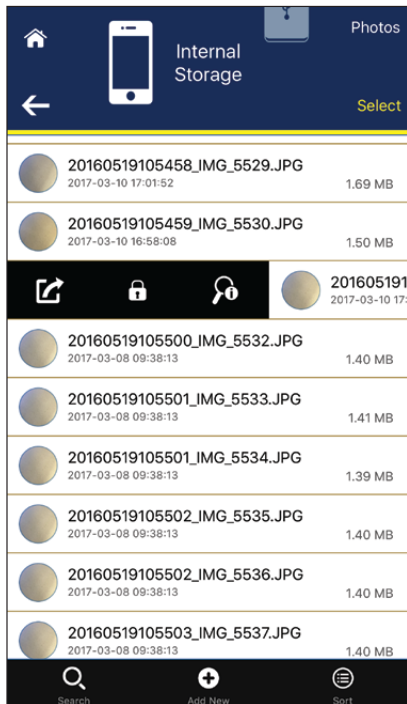 Photos
Internal
Storage
Select
20160519105458_IMG_5529.JPG
2017-03-10 17:01:52
1.69 MB
20160519105459_IMG_5530.JPG
2017-03-10 16:58:08
1.50 MB
201605191
2017-03-10 17:
20160519105500_IMG_5532.JPG
2017-03-08 09:38:13
1.40 MB
20160519105501_IMG_5533.JPG
2017-03-08 09:38:13
1.41 MB
20160519105501_IMG_5534.JPG
2017-03-08 09:38:13
1.39 MB
20160519105502_IMG_5535.JPG
2017-03-08 09:38:13
1.40 MB
20160519105502_IMG_5536.JPG
2017-03-08 09:38:13
1.40 MB
20160519105503_IMG_5537.JPG
2017-03-08 09:38:13
1.40 MB
Search
Add New
Sort